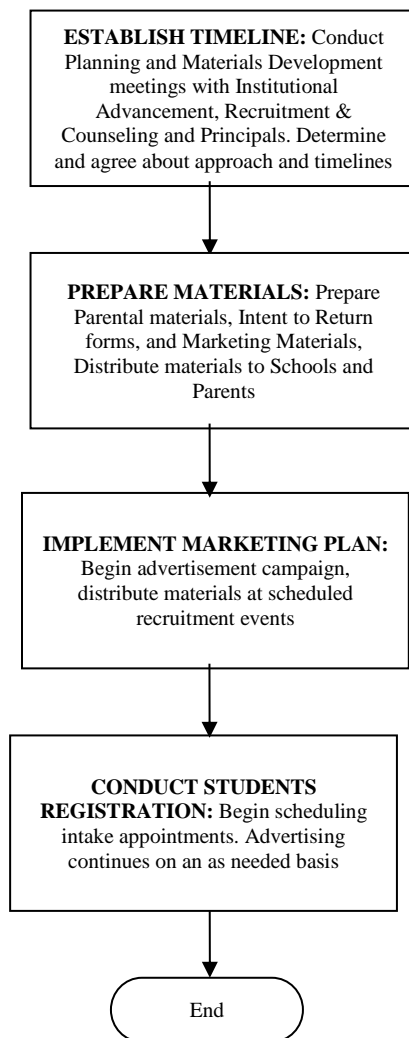 ESTABLISH TIMELINE: Conduct
Planning and Materials Development
meetings with Institutional
Advancement, Recruitment &
Counseling and Principals. Determine
and agree about approach and timelines
PREPARE MATERIALS: Prepare
Parental materials, Intent to Return
forms, and Marketing Materials,
Distribute materials to Schools and
Parents
IMPLEMENT MARKETING PLAN:
Begin advertisement campaign,
distribute materials at scheduled
recruitment events
CONDUCT STUDENTS
REGISTRATION: Begin scheduling
intake appointments. Advertising
continues on an as needed basis
End